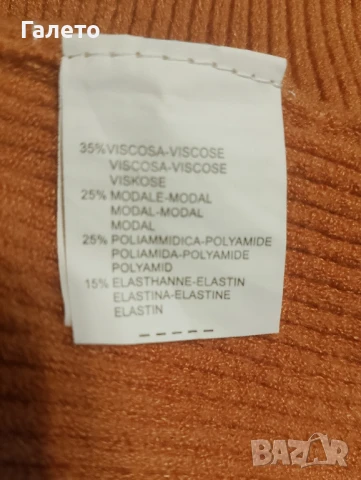 Галето
35% VISCOSA-VISCOSE
VISCOSA-VISCOSE
VISKOSE
25% MODALE-MODAL
MODAL-MODAL
MODAL
25% POLIAMMIDICA-POLYAMIDE
POLIAMIDA-POLYAMIDE
POLYAMID
15% ELASTHANNE-ELASTIN
ELASTINA-ELASTINE
ELASTIN
BAZAR